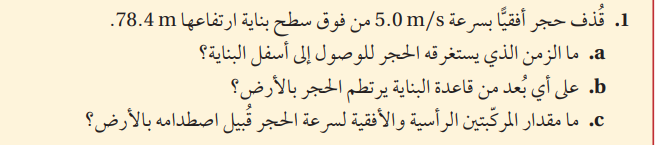 1. قُذف حجر أفقيًّا بسرعة 5.0 m/s من فوق سطح بناية ارتفاعها 78.4 m.
a. ما الزمن الذي يستغرقه الحجر للوصول إلى أسفل البناية؟
b. على أي بُعد من قاعدة البناية يرتطم الحجر بالأرض؟
c. ما مقدار المركّبتين الرأسية والأفقية لسرعة الحجر قُبيل اصطدامه بالأرض؟